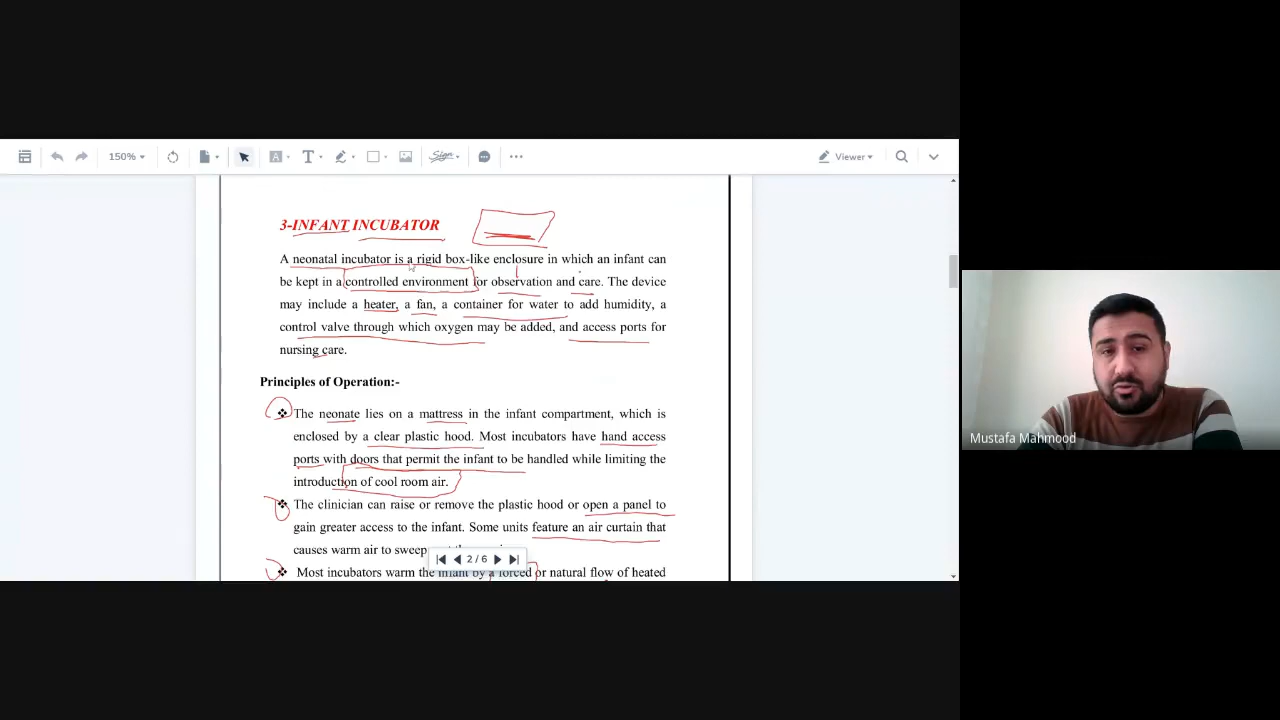 150%
T
Sign
Viewer
3-INFANT INCUBATOR
A neonatal incubator is a rigid box-like enclosure in which an infant can
be kept in a controlled environment for observation and care. The device
may include a heater, a fan, a container for water to add humidity, a
control valve through which oxygen may be added, and access ports for
nursing care.
Principles of Operation:-
❖ The neonate lies on a mattress in the infant compartment, which is
enclosed by a clear plastic hood. Most incubators have hand access
ports with doors that permit the infant to be handled while limiting the
introduction of cool room air.
❖ The clinician can raise or remove the plastic hood or open a panel to
gain greater access to the infant. Some units feature an air curtain that
causes warm air to sweep
2 / 6
❖ Most incubators warm the infant by a forced or natural flow of heated
Mustafa Mahmood